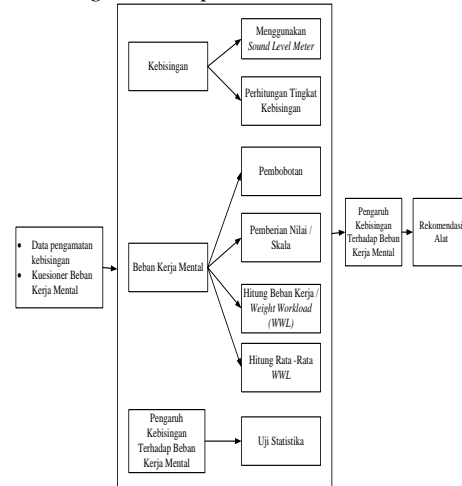 Menggunakan
Sound Level Meter
Kebisingan
Perhitungan Tingkat
Kebisingan
Pembobotan
Pemberian Nilai /
Skala
Beban Kerja Mental
Hitung Beban Kerja /
Weight Workload
(WWL)
Hitung Rata -Rata
WWL
Pengaruh
Kebisingan
Terhadap Beban
Kerja Mental
Uji Statistika
• Data pengamatan
kebisingan
• Kuesioner Beban
Kerja Mental
Pengaruh
Kebisingan
Terhadap Beban
Kerja Mental
Rekomendasi
Alat